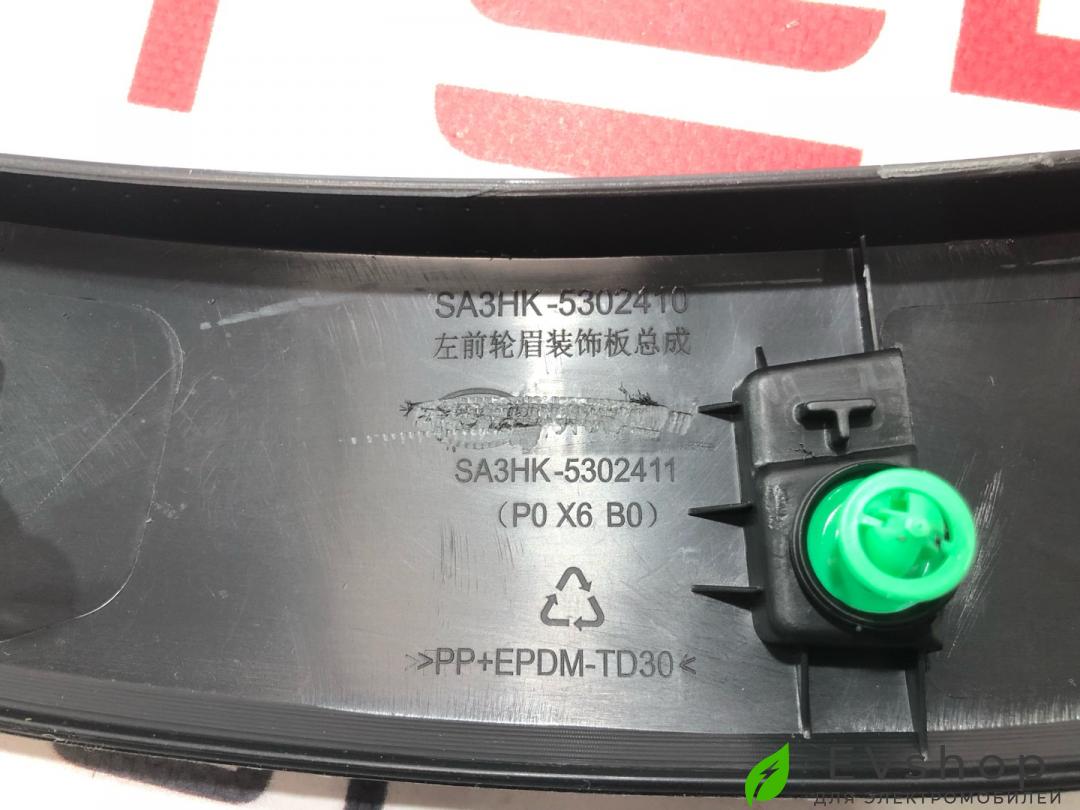 SA3HK-5302410
左前轮眉装饰板总成
SA3HK-5302411
（P0 X6 B0）
>PP+EPDM-TD30<
Evshop
ДЛЯ ЭЛЕКТРОМОБИЛЕЙ